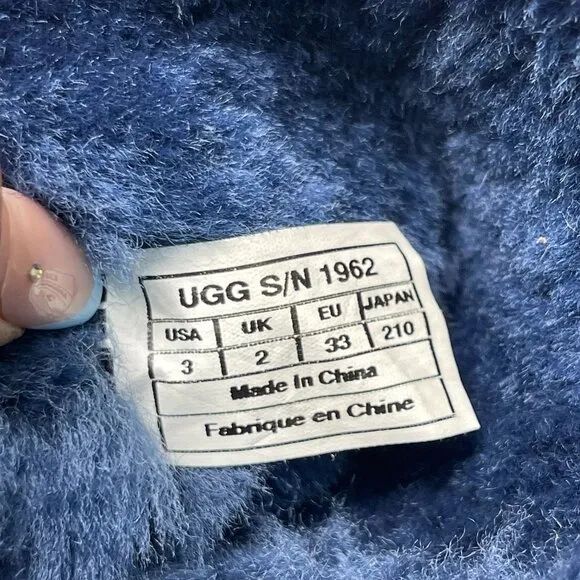 UGG S/N 1962
USA UK EU JAPAN
3 2 33 210
Made In China
Fabrique en Chine